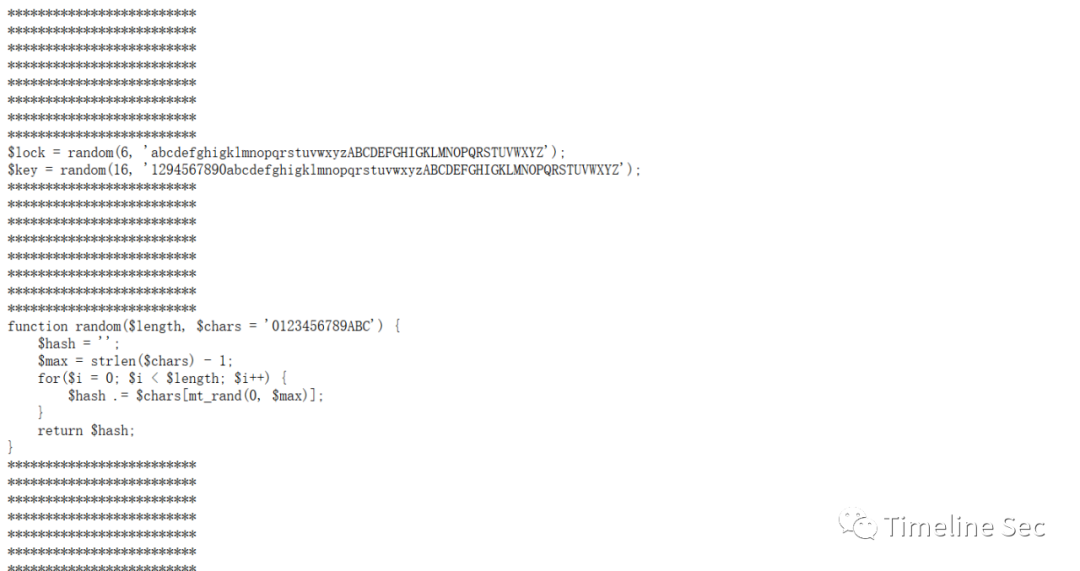 *************************
*************************
*************************
*************************
*************************
*************************
*************************
*************************
$lock = random(6, 'abcdefghigklmnopqrstuvwxyzABCDEFGHIGKLMNOPQRSTUVWXYZ');
$key = random(16, '1294567890abcdefghigklmnopqrstuvwxyzABCDEFGHIGKLMNOPQRSTUVWXYZ');
*************************
*************************
*************************
*************************
*************************
*************************
*************************
*************************
function random($length, $chars = '0123456789ABC') {
    $hash = '';
    $max = strlen($chars) - 1;
    for($i = 0; $i < $length; $i++) {
        $hash .= $chars[mt_rand(0, $max)];
    }
    return $hash;
}
*************************
*************************
*************************
*************************
*************************
*************************
*************************
Timeline Sec